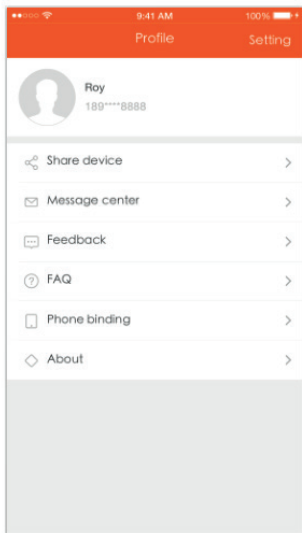 9:41 AM 100%
Profile Setting
Roy
189****8888
Share device
Message center
Feedback
FAQ
Phone binding
About